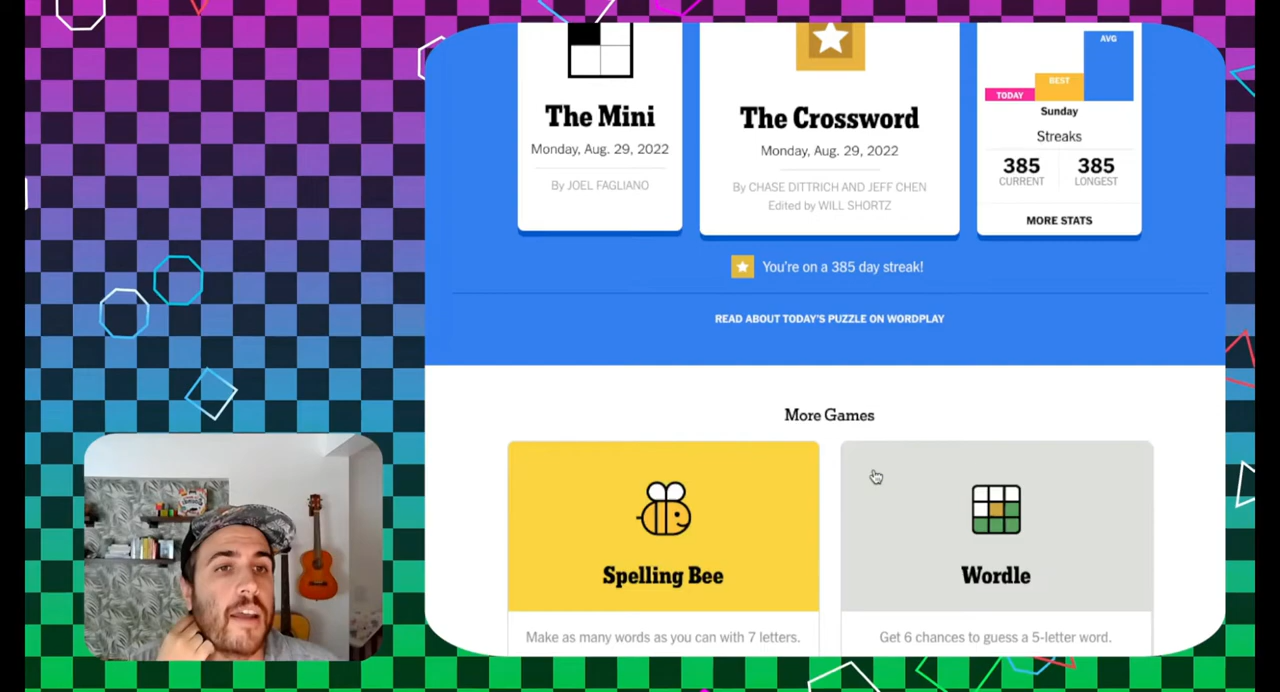 The Mini
Monday, Aug. 29, 2022
By JOEL FAGLIANO
The Crossword
Monday, Aug. 29, 2022
By CHASE DITTRICH AND JEFF CHEN
Edited by WILL SHORTZ
AVG
BEST
TODAY
Sunday
Streaks
385 385
CURRENT LONGEST
MORE STATS
You're on a 385 day streak!
READ ABOUT TODAY'S PUZZLE ON WORDPLAY
More Games
Spelling Bee
Make as many words as you can with 7 letters.
Wordle
Get 6 chances to guess a 5-letter word.